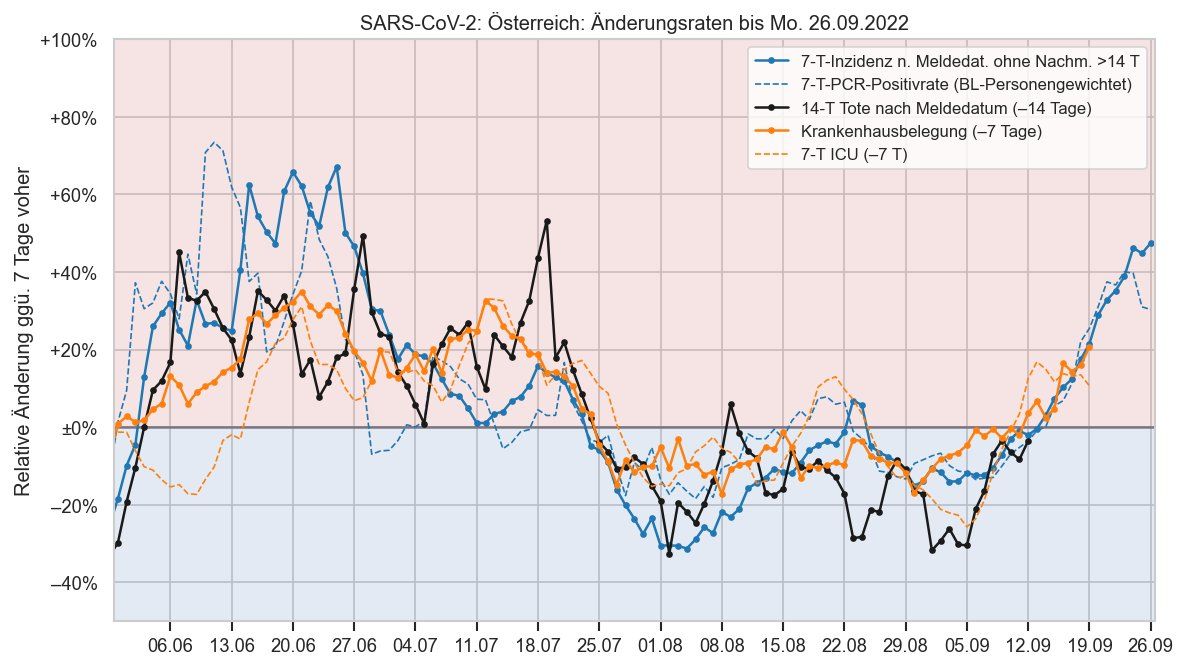 SARS-CoV-2: Österreich: Änderungsraten bis Mo. 26.09.2022
+100%
+80%
+60%
+40%
+20%
±0%
−20%
−40%
Relative Änderung ggü. 7 Tage voher
7-T-Inzidenz n. Meldedat. ohne Nachm. >14 T
7-T-PCR-Positivrate (BL-Personengewichtet)
14-T Tote nach Meldedatum (–14 Tage)
Krankenhausbelegung (–7 Tage)
7-T ICU (–7 T)
06.06 13.06 20.06 27.06 04.07 11.07 18.07 25.07 01.08 08.08 15.08 22.08 29.08 05.09 12.09 19.09 26.09